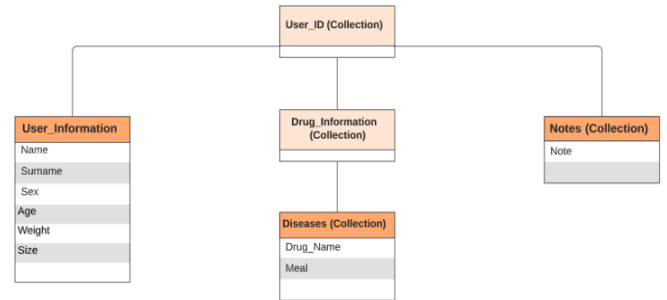 User_ID (Collection)
User_Information
Name
Surname
Sex
Age
Weight
Size
Drug_Information
(Collection)
Diseases (Collection)
Drug_Name
Meal
Notes (Collection)
Note